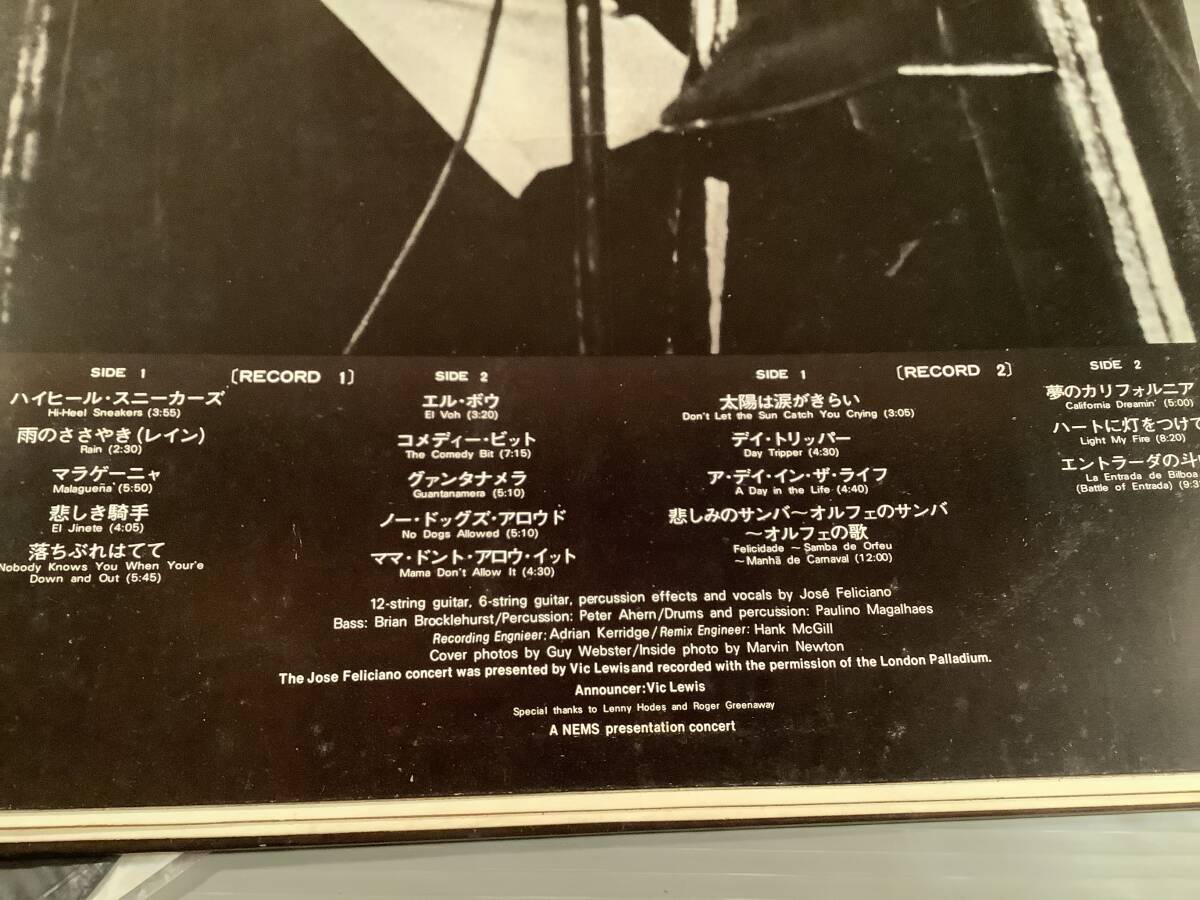 〔RECORD 1〕
SIDE 1
ハイヒール・スニーカーズ
Hi-Heel Sneakers (3:55)
雨のささやき(レイン)
Rain (2:30)
マラゲーニャ
Malagueña (5:50)
悲しき騎手
El Jinete (4:05)
落ちぶれはてて
Nobody Knows You When Your'e
Down and Out (5:45)
SIDE 2
エル・ボウ
El Voh (3:20)
コメディー・ビット
The Comedy Bit (7:15)
グァンタナメラ
Guantanamera (5:10)
ノー・ドッグズ・アロウド
No Dogs Allowed (5:10)
ママ・ドント・アロウ・イット
Mama Don't Allow It (4:30)
〔RECORD 2〕
SIDE 1
太陽は涙がきらい
Don't Let the Sun Catch You Crying (3:05)
デイ・トリッパー
Day Tripper (4:30)
ア・デイ・イン・ザ・ライフ
A Day in the Life (4:40)
悲しみのサンバ〜オルフェのサンバ
〜オルフェの歌
Felicidade 〜 Samba de Orfeu
〜Manhã de Carnaval (12:00)
SIDE 2
夢のカリフォルニア
California Dreamin' (5:00)
ハートに灯をつけて
Light My Fire (8:20)
エントラーダの斗
La Entrada de Bilboa
(Battle of Entrada) (9:3
12-string guitar, 6-string guitar, percussion effects and vocals by José Feliciano
Bass: Brian Brocklehurst/Percussion: Peter Ahern/Drums and percussion: Paulino Magalhaes
Recording Engnieer: Adrian Kerridge/Remix Engineer: Hank McGill
Cover photos by Guy Webster/Inside photo by Marvin Newton
The Jose Feliciano concert was presented by Vic Lewis and recorded with the permission of the London Palladium.
Announcer: Vic Lewis
Special thanks to Lenny Hodes and Roger Greenaway
A NEMS presentation concert